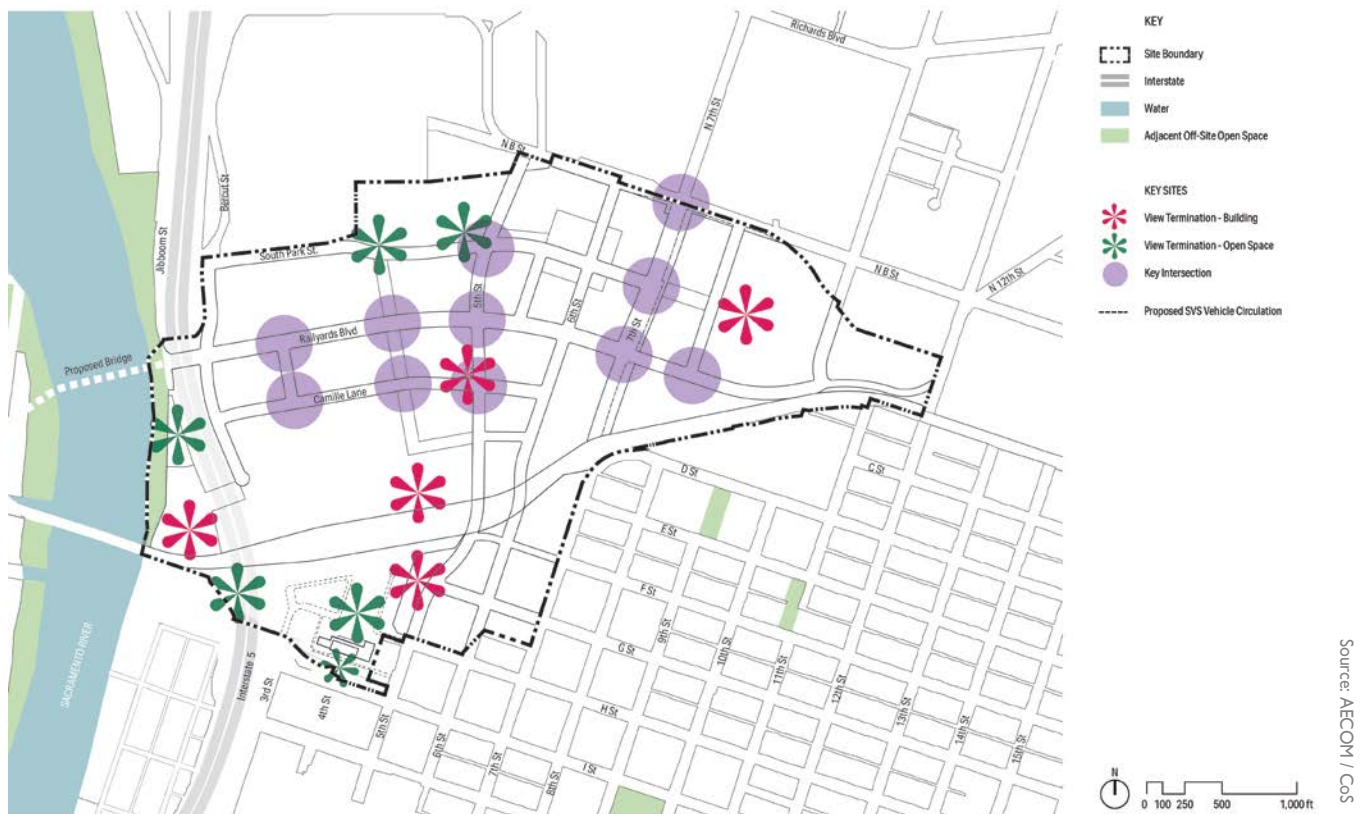 Richards Blvd
N 7th St
N B St
Bercut St
Jibboom St
South Park St.
N B St
N 12th St
5th St
6th St
7th St
Railyards Blvd
Proposed Bridge
Camille Lane
C St
D St
E St
F St
9th St
10th St
G St
11th St
12th St
13th St
14th St
15th St
SACRAMENTO RIVER
Interstate 5
3rd St
4th St
5th St
H St
6th St
7th St
8th St
I St
KEY
Site Boundary
Interstate
Water
Adjacent Off-Site Open Space
KEY SITES
View Termination - Building
View Termination - Open Space
Key Intersection
Proposed SVS Vehicle Circulation
N
0 100 250 500 1,000 ft
Source: AECOM / CoS